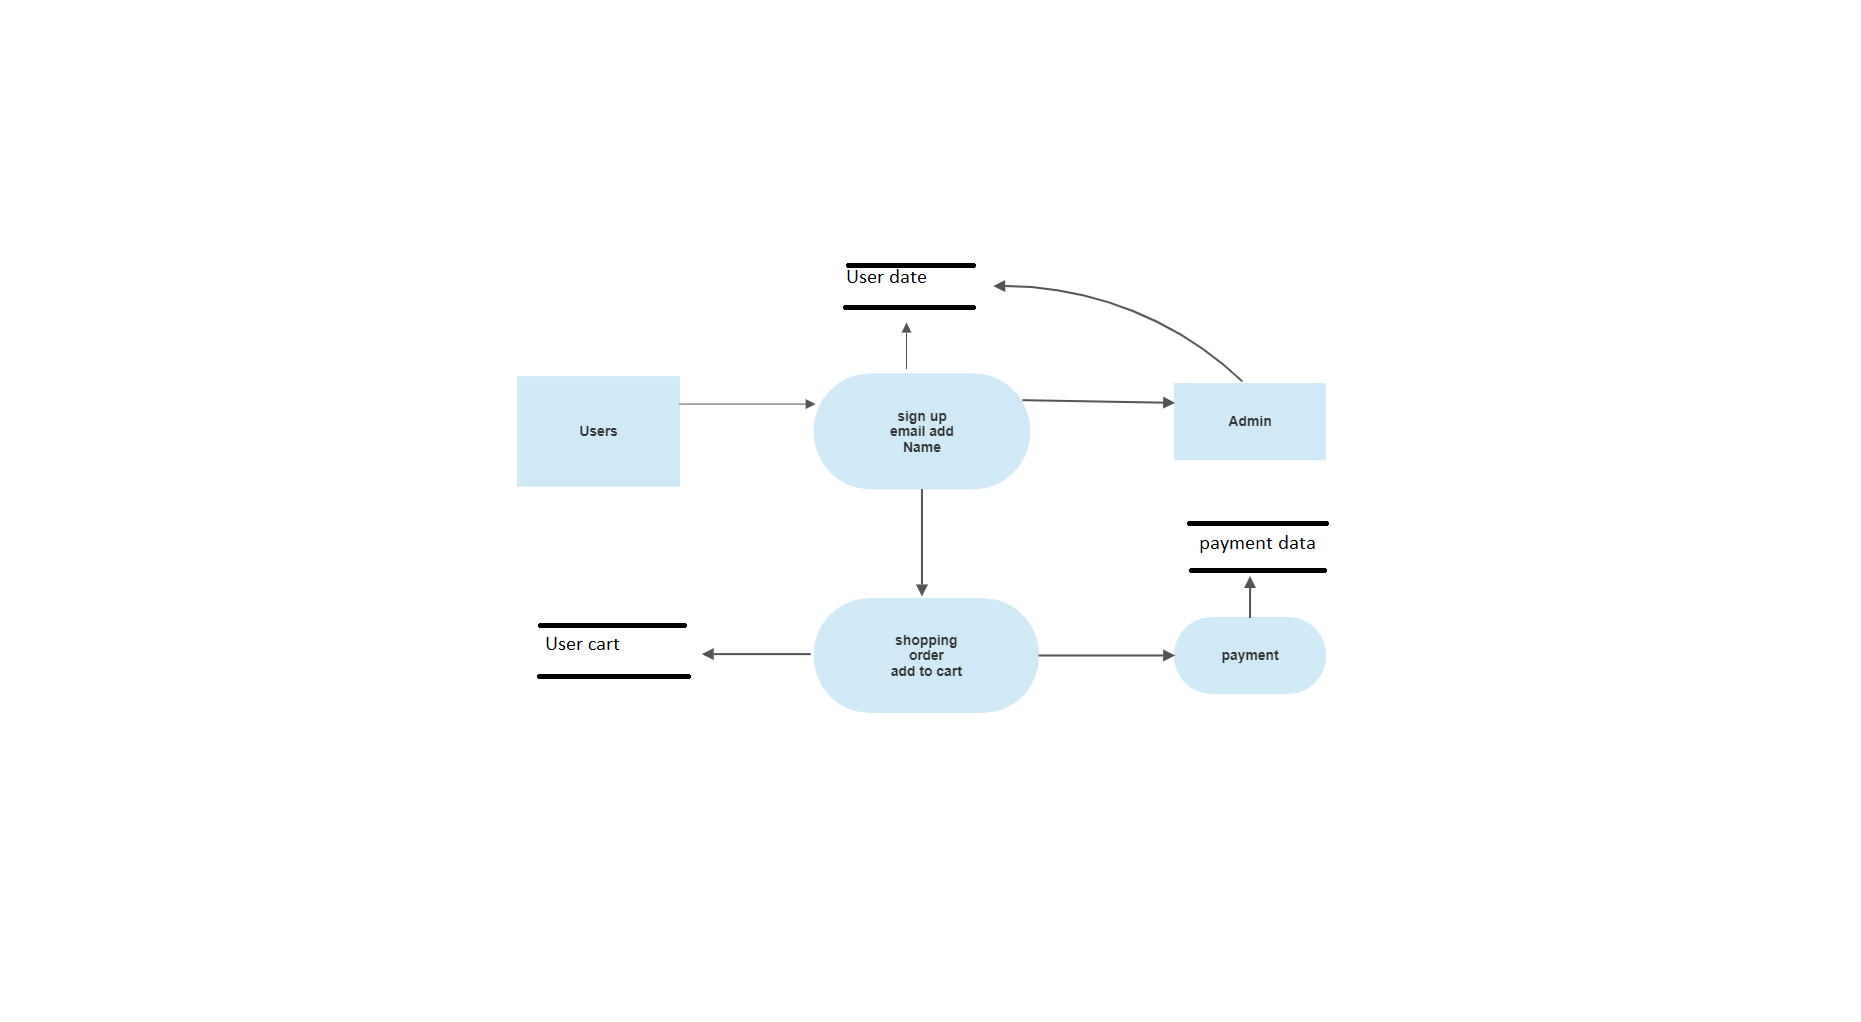 User date
Users
sign up
email add
Name
Admin
payment data
User cart
shopping
order
add to cart
payment